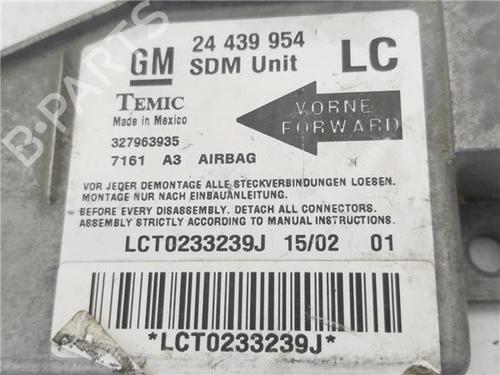 GM 24 439 954 LC
SDM Unit
TEMIC
Made in Mexico
VORNE
FORWARD
327963935
7161 A3 AIRBAG
VOR JEDER DEMONTAGE ALLE STECKVERBINDUNGEN LOESEN.
MONTAGE NUR NACH EINBAUANLEITUNG.
BEFORE EVERY DISASSEMBLY. DETACH ALL CONNECTORS.
ASSEMBLY STRICTLY ACCORDING TO MANUAL INSTRUCTIONS.
LCT0233239J 15/02 01
*LCT0233239J*
B-PARTS